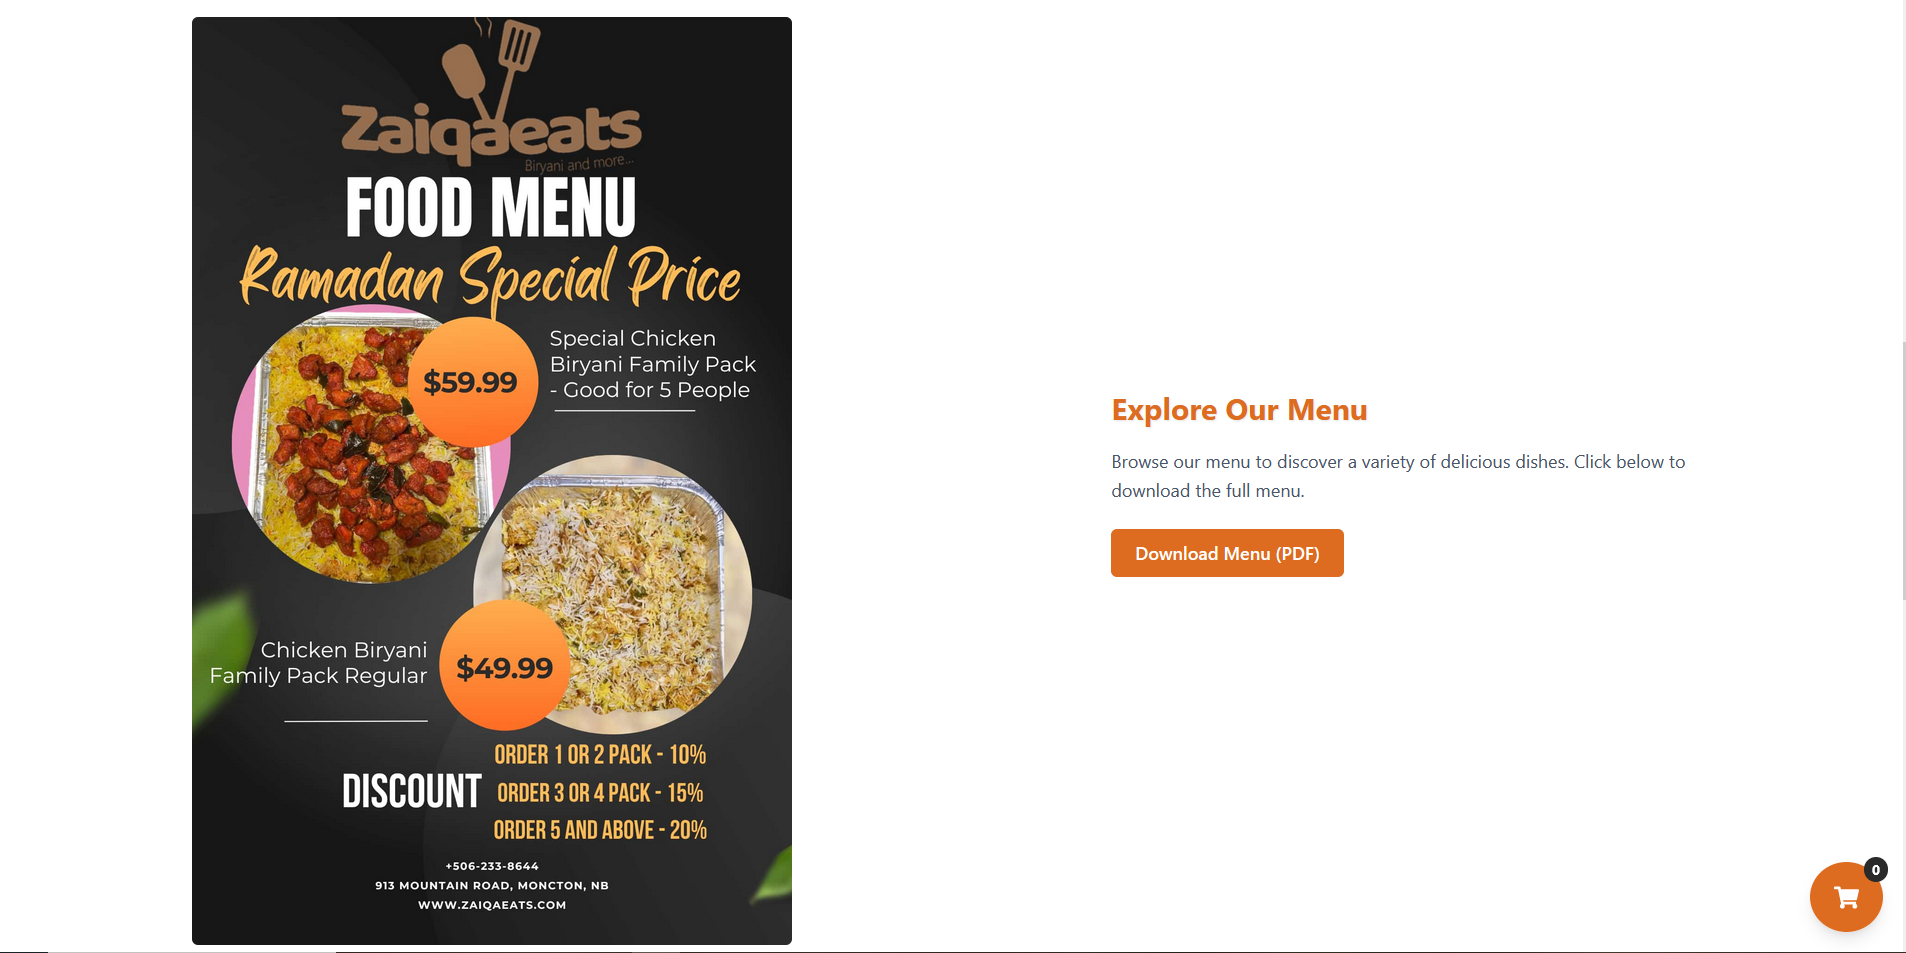 Zaiqaeats
Biryani and more...
FOOD MENU
Ramadan Special Price
$59.99
Special Chicken
Biryani Family Pack
- Good for 5 People
Chicken Biryani
Family Pack Regular
$49.99
DISCOUNT
ORDER 1 OR 2 PACK - 10%
ORDER 3 OR 4 PACK - 15%
ORDER 5 AND ABOVE - 20%
+506-233-8644
913 MOUNTAIN ROAD, MONCTON, NB
WWW.ZAIQAEATS.COM
Explore Our Menu
Browse our menu to discover a variety of delicious dishes. Click below to
download the full menu.
Download Menu (PDF)
0